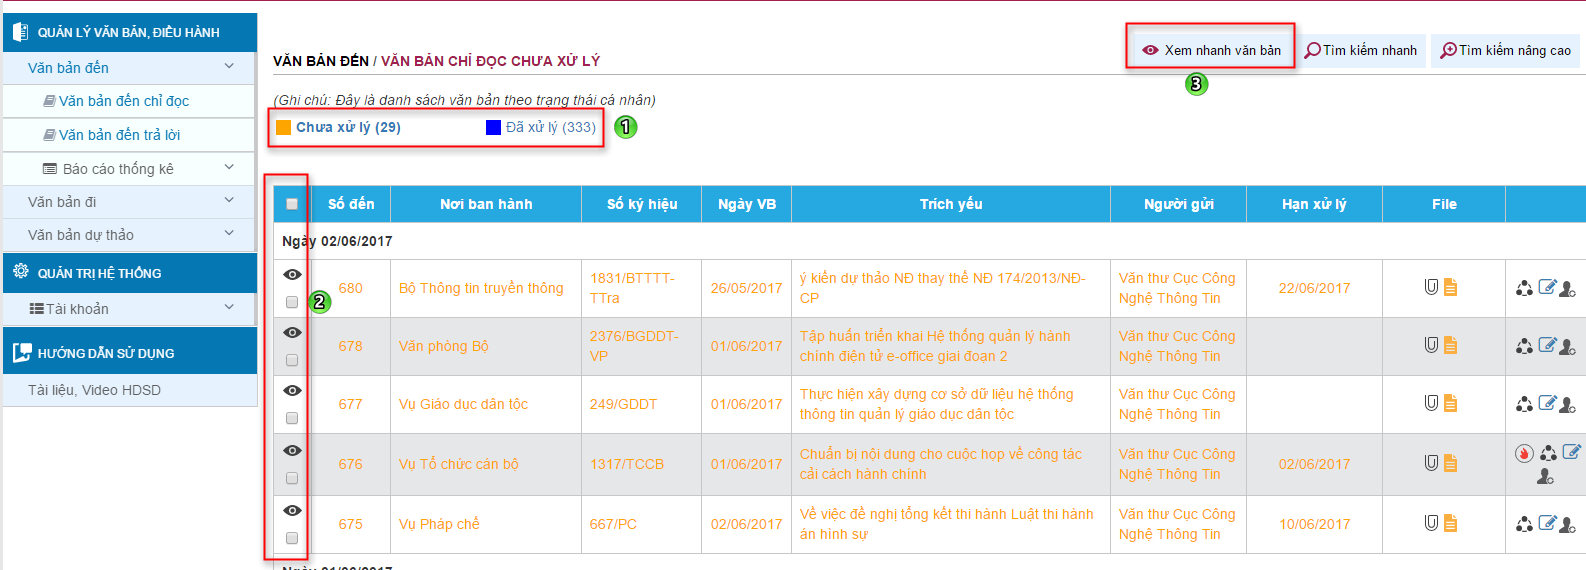 QUẢN LÝ VĂN BẢN, ĐIỀU HÀNH
Văn bản đến
Văn bản đến chỉ đọc
Văn bản đến trả lời
Báo cáo thống kê
Văn bản đi
Văn bản dự thảo
QUẢN TRỊ HỆ THỐNG
Tài khoản
HƯỚNG DẪN SỬ DỤNG
Tài liệu, Video HDSD
Xem nhanh văn bản
Tìm kiếm nhanh
Tìm kiếm nâng cao
3
VĂN BẢN ĐẾN / VĂN BẢN CHỈ ĐỌC CHƯA XỬ LÝ
(Ghi chú: Đây là danh sách văn bản theo trạng thái cá nhân)
Chưa xử lý (29) Đã xử lý (333)
1
Số đến Nơi ban hành Số ký hiệu Ngày VB Trích yếu Người gửi Hạn xử lý File
Ngày 02/06/2017
2
680 Bộ Thông tin truyền thông 1831/BTTTT- 26/05/2017 ý kiến dự thảo NĐ thay thế NĐ 174/2013/NĐ- Văn thư Cục Công 22/06/2017
TTra CP Nghệ Thông Tin
678 Văn phòng Bộ 2376/BGDDT- 01/06/2017 Tập huấn triển khai Hệ thống quản lý hành Văn thư Cục Công
VP chính điện tử e-office giai đoạn 2 Nghệ Thông Tin
677 Vụ Giáo dục dân tộc 249/GDDT 01/06/2017 Thực hiện xây dựng cơ sở dữ liệu hệ thống Văn thư Cục Công
thông tin quản lý giáo dục dân tộc Nghệ Thông Tin
676 Vụ Tổ chức cán bộ 1317/TCCB 01/06/2017 Chuẩn bị nội dung cho cuộc họp về công tác Văn thư Cục Công 02/06/2017
cải cách hành chính Nghệ Thông Tin
675 Vụ Pháp chế 667/PC 02/06/2017 Về việc đề nghị tổng kết thi hành Luật thi hành Văn thư Cục Công 10/06/2017
án hình sự Nghệ Thông Tin